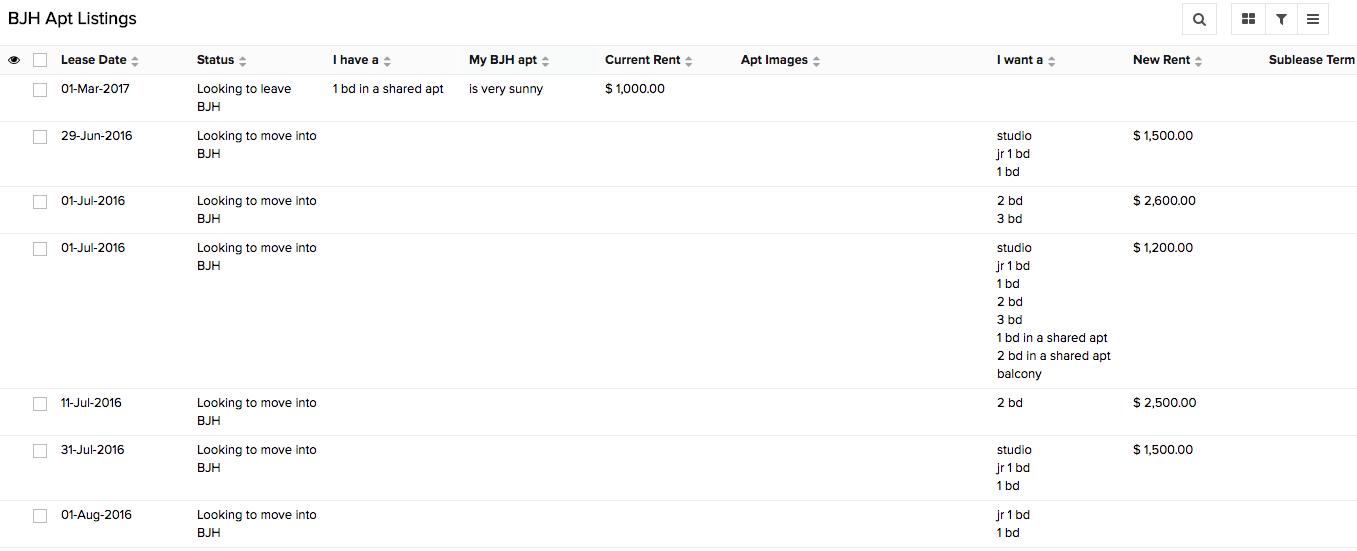 BJH Apt Listings
Lease Date Status I have a My BJH apt Current Rent Apt Images I want a New Rent Sublease Term
01-Mar-2017 Looking to leave 1 bd in a shared apt is very sunny $ 1,000.00
BJH
29-Jun-2016 Looking to move into studio $ 1,500.00
BJH jr 1 bd
1 bd
01-Jul-2016 Looking to move into 2 bd $ 2,600.00
BJH 3 bd
01-Jul-2016 Looking to move into studio $ 1,200.00
BJH jr 1 bd
1 bd
2 bd
3 bd
1 bd in a shared apt
2 bd in a shared apt
balcony
11-Jul-2016 Looking to move into 2 bd $ 2,500.00
BJH
31-Jul-2016 Looking to move into studio $ 1,500.00
BJH jr 1 bd
1 bd
01-Aug-2016 Looking to move into jr 1 bd
BJH 1 bd